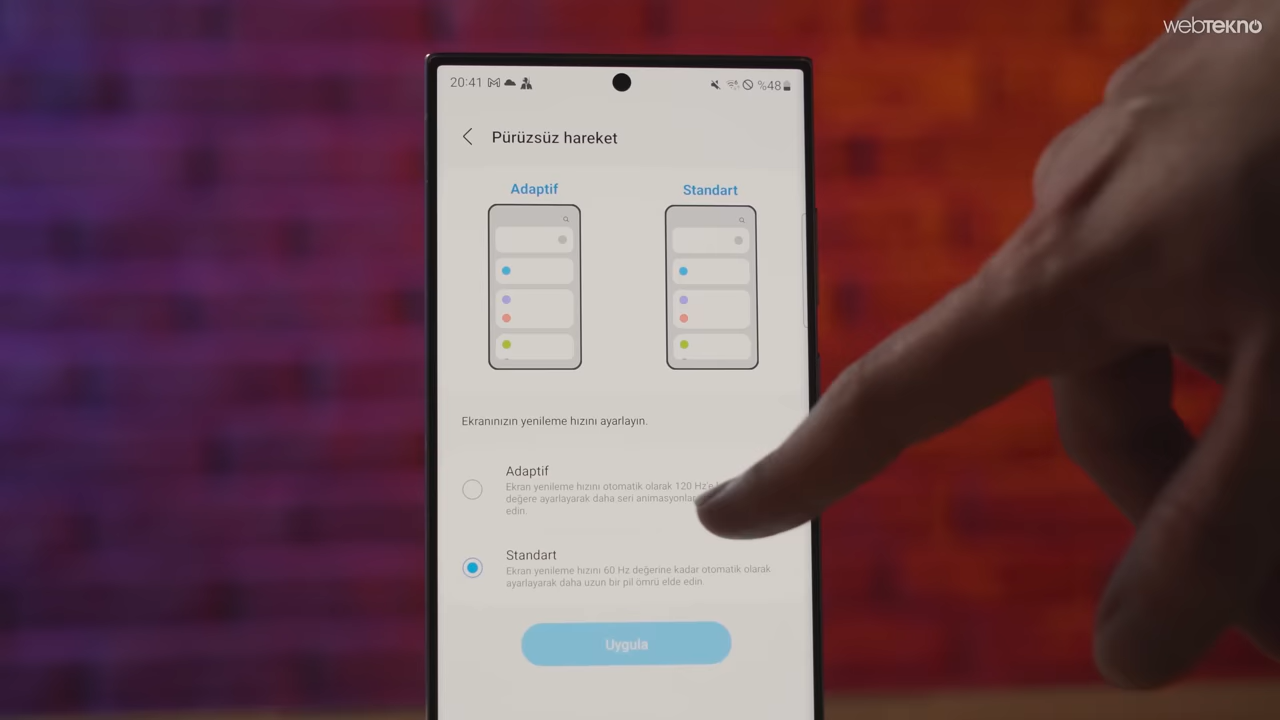 webtekno
20:41
%48
Pürüzsüz hareket
Adaptif
Standart
Ekranınızın yenileme hızını ayarlayın.
Adaptif
Ekran yenileme hızını otomatik olarak 120 Hz'e
değere ayarlayarak daha seri animasyonlar
edin.
Standart
Ekran yenileme hızını 60 Hz değerine kadar otomatik olarak
ayarlayarak daha uzun bir pil ömrü elde edin.
Uygula